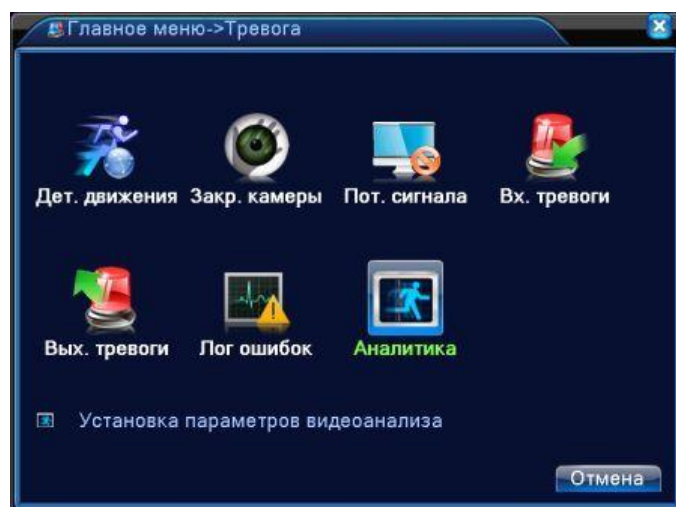 Главное меню->Тревога
Дет. движения Закр. камеры Пот. сигнала Вх. тревоги
Вых. тревоги Лог ошибок Аналитика
Установка параметров видеоанализа
Отмена